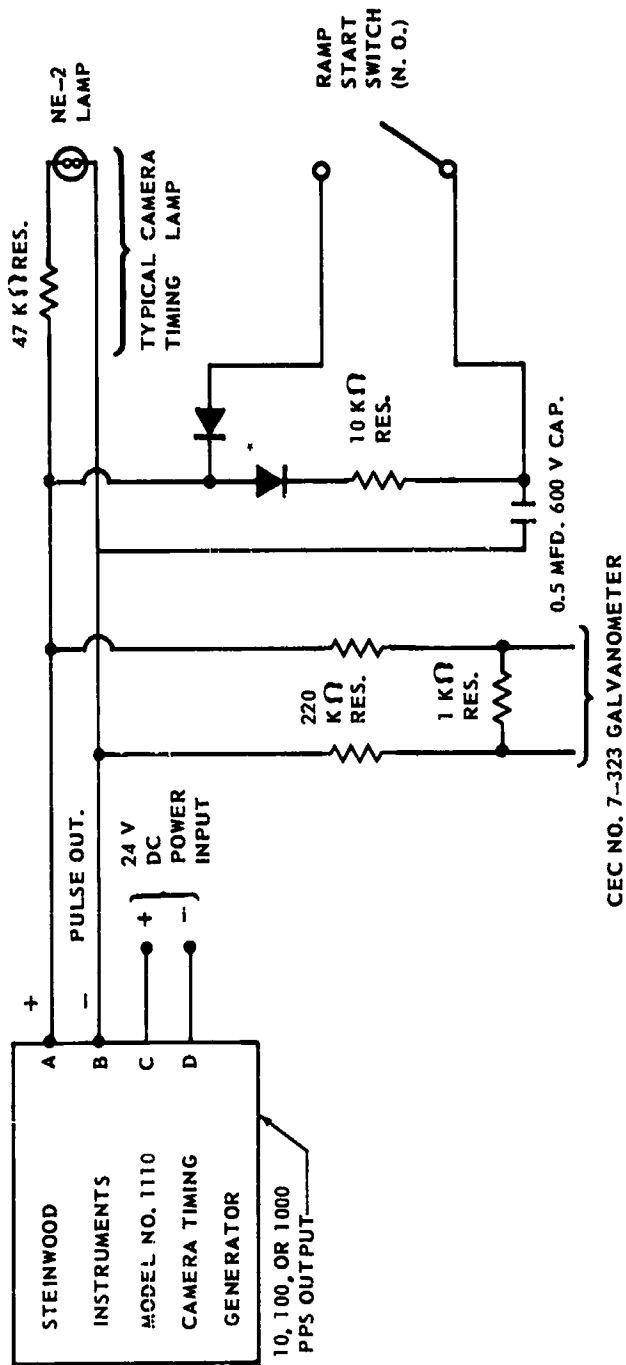 STEINWOOD
INSTRUMENTS
MODEL NO. 1110
CAMERA TIMING
GENERATOR
A
B
C
D
+
−
PULSE OUT.
+
−
24 V
DC
POWER
INPUT
10, 100, OR 1000
PPS OUTPUT
47 KΩ RES.
NE-2
LAMP
TYPICAL CAMERA
TIMING LAMP
RAMP
START
SWITCH
(N. O.)
*
10 KΩ
RES.
0.5 MFD. 600 V CAP.
220
KΩ
RES.
1 KΩ
RES.
CEC NO. 7-323 GALVANOMETER